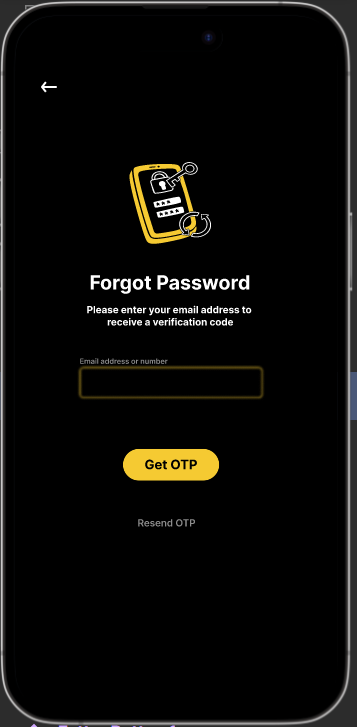 Forgot Password
Please enter your email address to
receive a verification code
Email address or number
Get OTP
Resend OTP